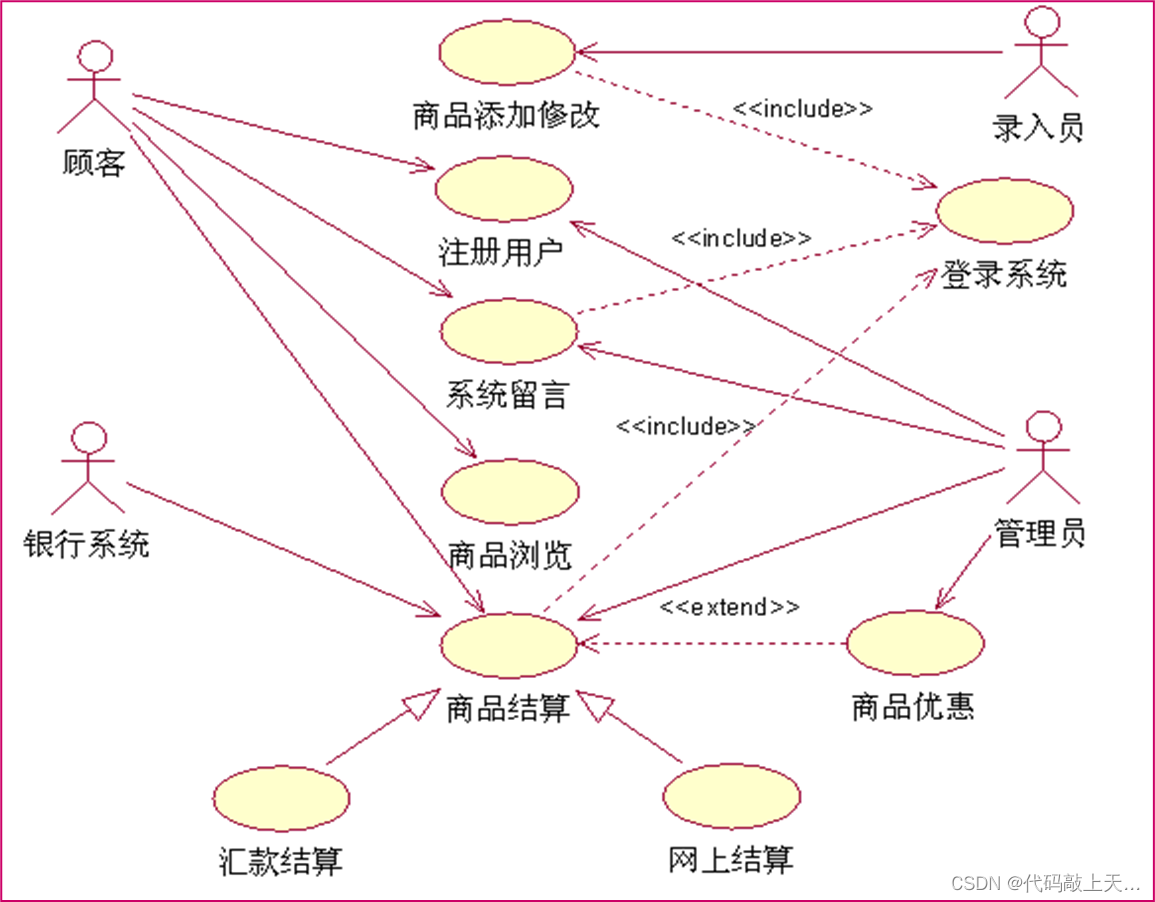 商品添加修改
<<include>>
录入员
顾客
注册用户
<<include>>
登录系统
系统留言
<<include>>
银行系统
商品浏览
管理员
<<extend>>
商品结算
商品优惠
汇款结算
网上结算
CSDN @代码敲上天...